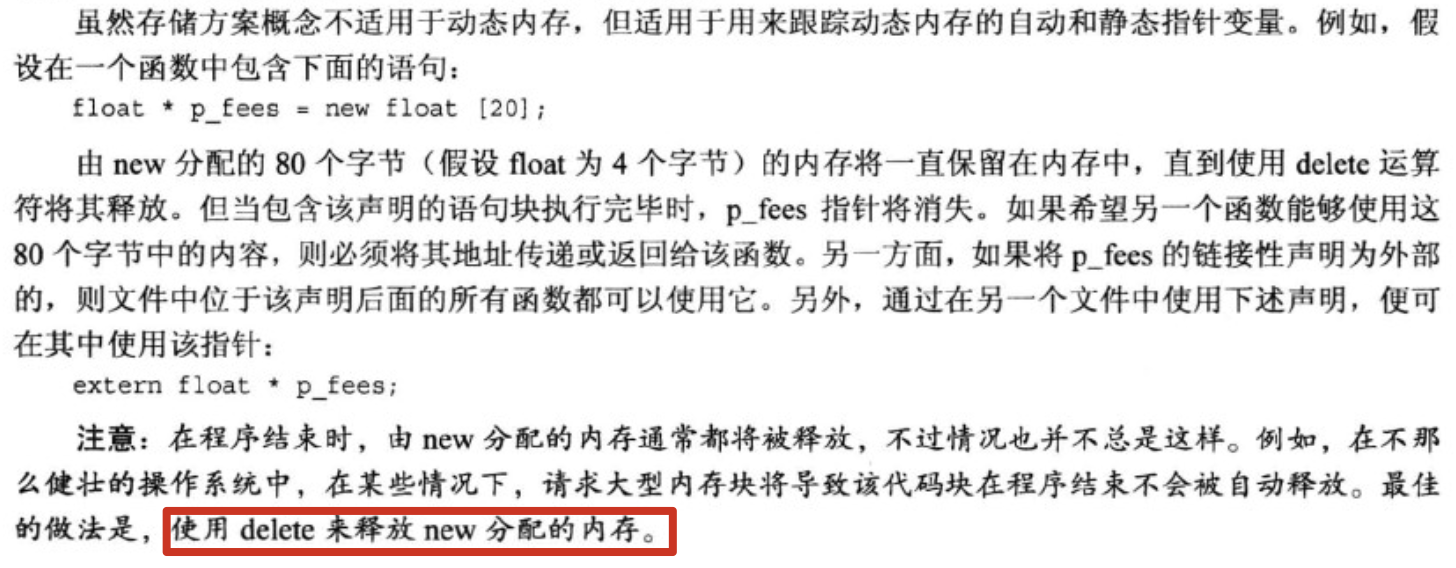 虽然存储方案概念不适用于动态内存，但适用于用来跟踪动态内存的自动和静态指针变量。例如，假
设在一个函数中包含下面的语句：
float * p_fees = new float [20];
由 new 分配的 80 个字节（假设 float 为 4 个字节）的内存将一直保留在内存中，直到使用 delete 运算
符将其释放。但当包含该声明的语句块执行完毕时，p_fees 指针将消失。如果希望另一个函数能够使用这
80 个字节中的内容，则必须将其地址传递或返回给该函数。另一方面，如果将 p_fees 的链接性声明为外部
的，则文件中位于该声明后面的所有函数都可以使用它。另外，通过在另一个文件中使用下述声明，便可
在其中使用该指针：
extern float * p_fees;
注意：在程序结束时，由 new 分配的内存通常都将被释放，不过情况也并不总是这样。例如，在不那
么健壮的操作系统中，在某些情况下，请求大型内存块将导致该代码块在程序结束不会被自动释放。最佳
的做法是，使用 delete 来释放 new 分配的内存。